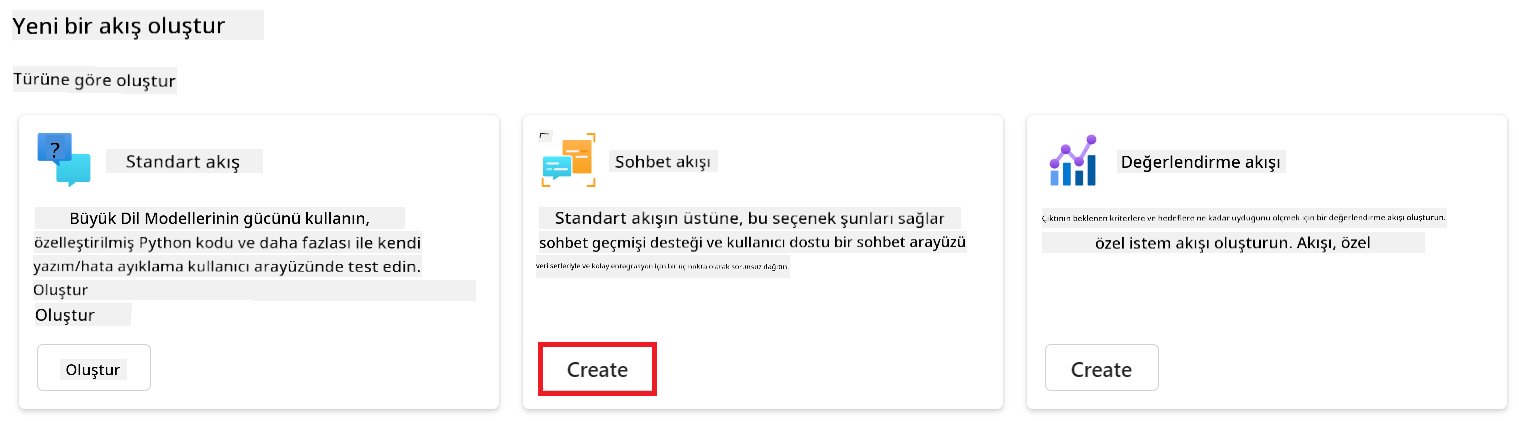 Yeni bir akış oluştur
Türüne göre oluştur
?
Standart akış
Büyük Dil Modellerinin gücünü kullanın,
özelleştirilmiş Python kodu ve daha fazlası ile kendi
yazım/hata ayıklama kullanıcı arayüzünde test edin.
Oluştur
Oluştur
Oluştur
Sohbet akışı
Standart akışın üstüne, bu seçenek şunları sağlar
sohbet geçmişi desteği ve kullanıcı dostu bir sohbet arayüzü
veri setleriyle ve kolay entegrasyon için bir uç nokta olarak sorunsuz dağıtın.
Create
Değerlendirme akışı
Çıktının beklenen kriterlere ve hedeflere ne kadar uyduğunu ölçmek için bir değerlendirme akışı oluşturun.
özel istem akışı oluşturun. Akışı, özel
Create